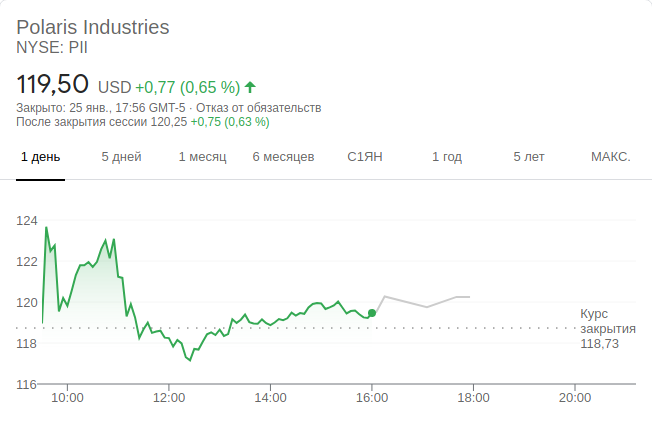 Polaris Industries
NYSE: PII
119,50 USD +0,77 (0,65 %)
Закрыто: 25 янв., 17:56 GMT-5 · Отказ от обязательств
После закрытия сессии 120,25 +0,75 (0,63 %)
1 день 5 дней 1 месяц 6 месяцев С1ЯН 1 год 5 лет МАКС.
124
122
120
118
116
Курс
закрытия
118,73
10:00 12:00 14:00 16:00 18:00 20:00